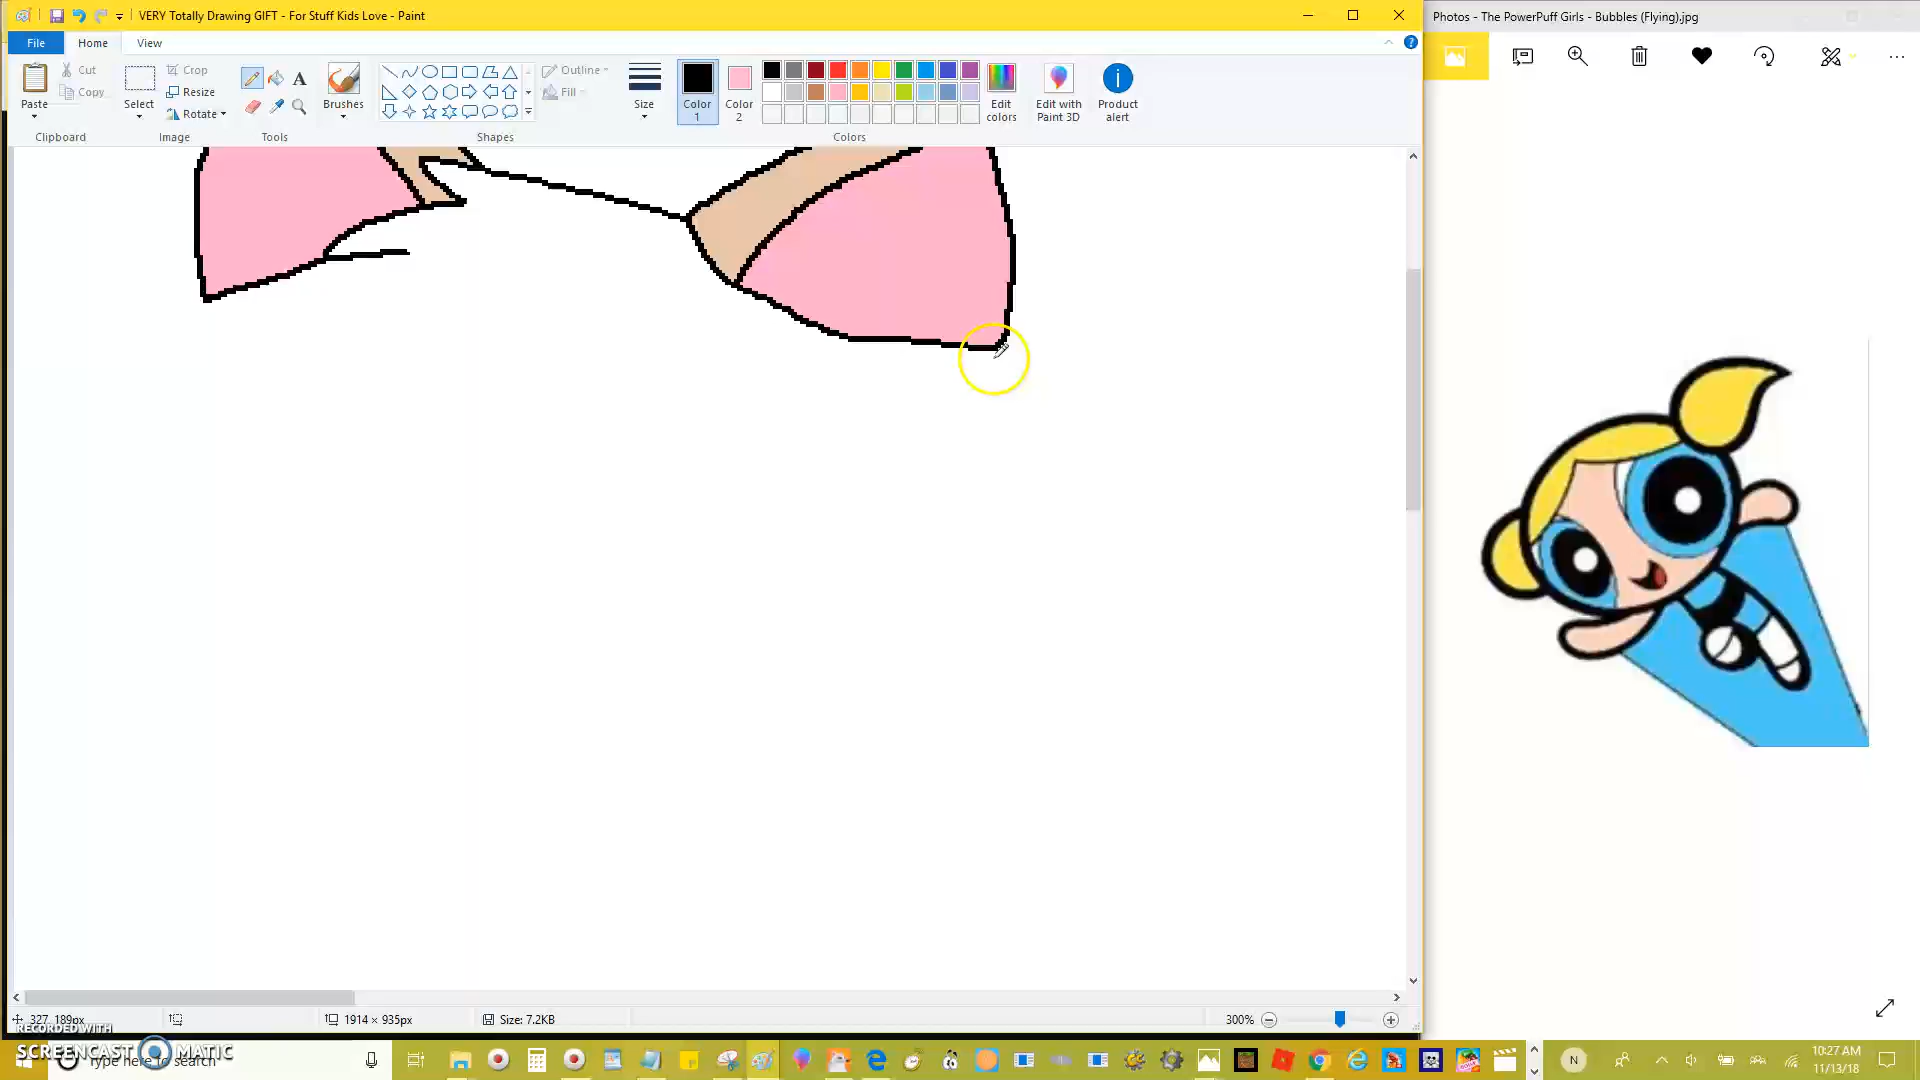 VERY Totally Drawing GIFT - For Stuff Kids Love - Paint
Photos - The PowerPuff Girls - Bubbles (Flying).jpg
File Home View
Paste Cut Copy
Clipboard
Select Crop Resize Rotate
Image
A
Tools
Brushes
Outline Fill
Shapes
Size
Color 1
Color 2
Edit colors
Colors
Edit with Paint 3D
Product alert
327, 189px
1914 × 935px
Size: 7.2KB
300%
RECORDED WITH
SCREENCAST MATIC
Type here to search
N
10:27 AM
11/13/18